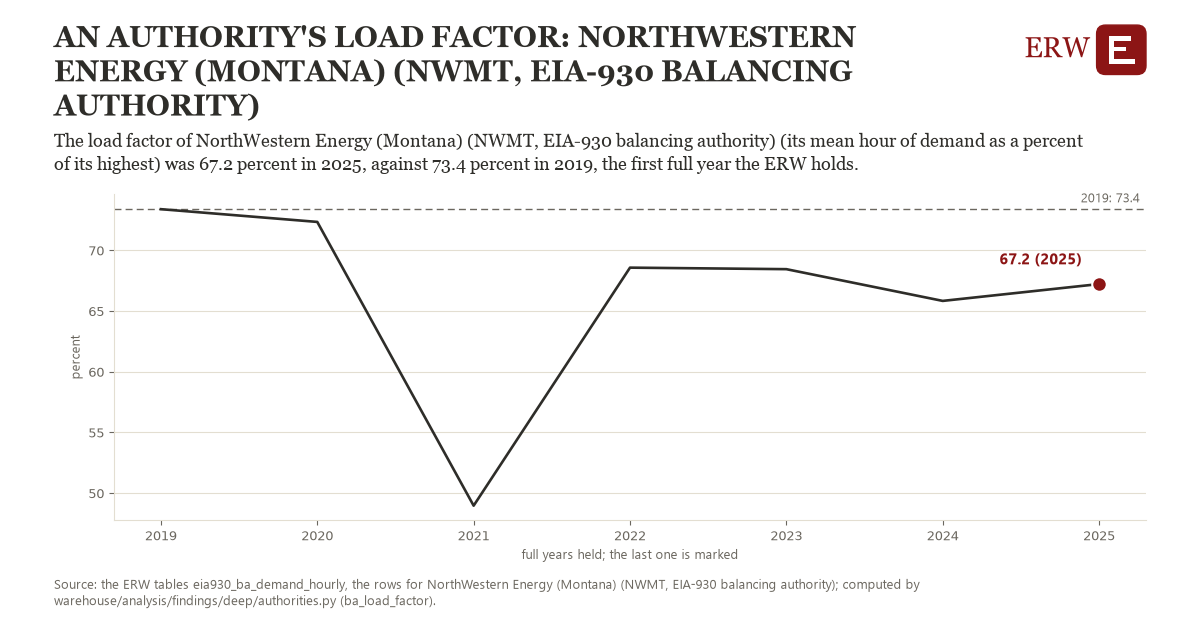 AN AUTHORITY'S LOAD FACTOR: NORTHWESTERN
ENERGY (MONTANA) (NWMT, EIA-930 BALANCING
AUTHORITY)
ERW E
The load factor of NorthWestern Energy (Montana) (NWMT, EIA-930 balancing authority) (its mean hour of demand as a percent
of its highest) was 67.2 percent in 2025, against 73.4 percent in 2019, the first full year the ERW holds.
2019: 73.4
67.2 (2025)
70
65
60
55
50
percent
2019 2020 2021 2022 2023 2024 2025
full years held; the last one is marked
Source: the ERW tables eia930_ba_demand_hourly, the rows for NorthWestern Energy (Montana) (NWMT, EIA-930 balancing authority); computed by
warehouse/analysis/findings/deep/authorities.py (ba_load_factor).